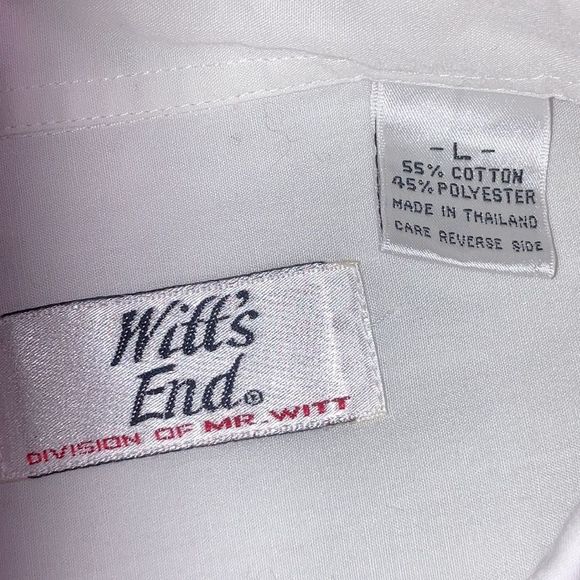 - L -
55% COTTON
45% POLYESTER
MADE IN THAILAND
CARE REVERSE SIDE
Witt's
End®
DIVISION OF MR. WITT